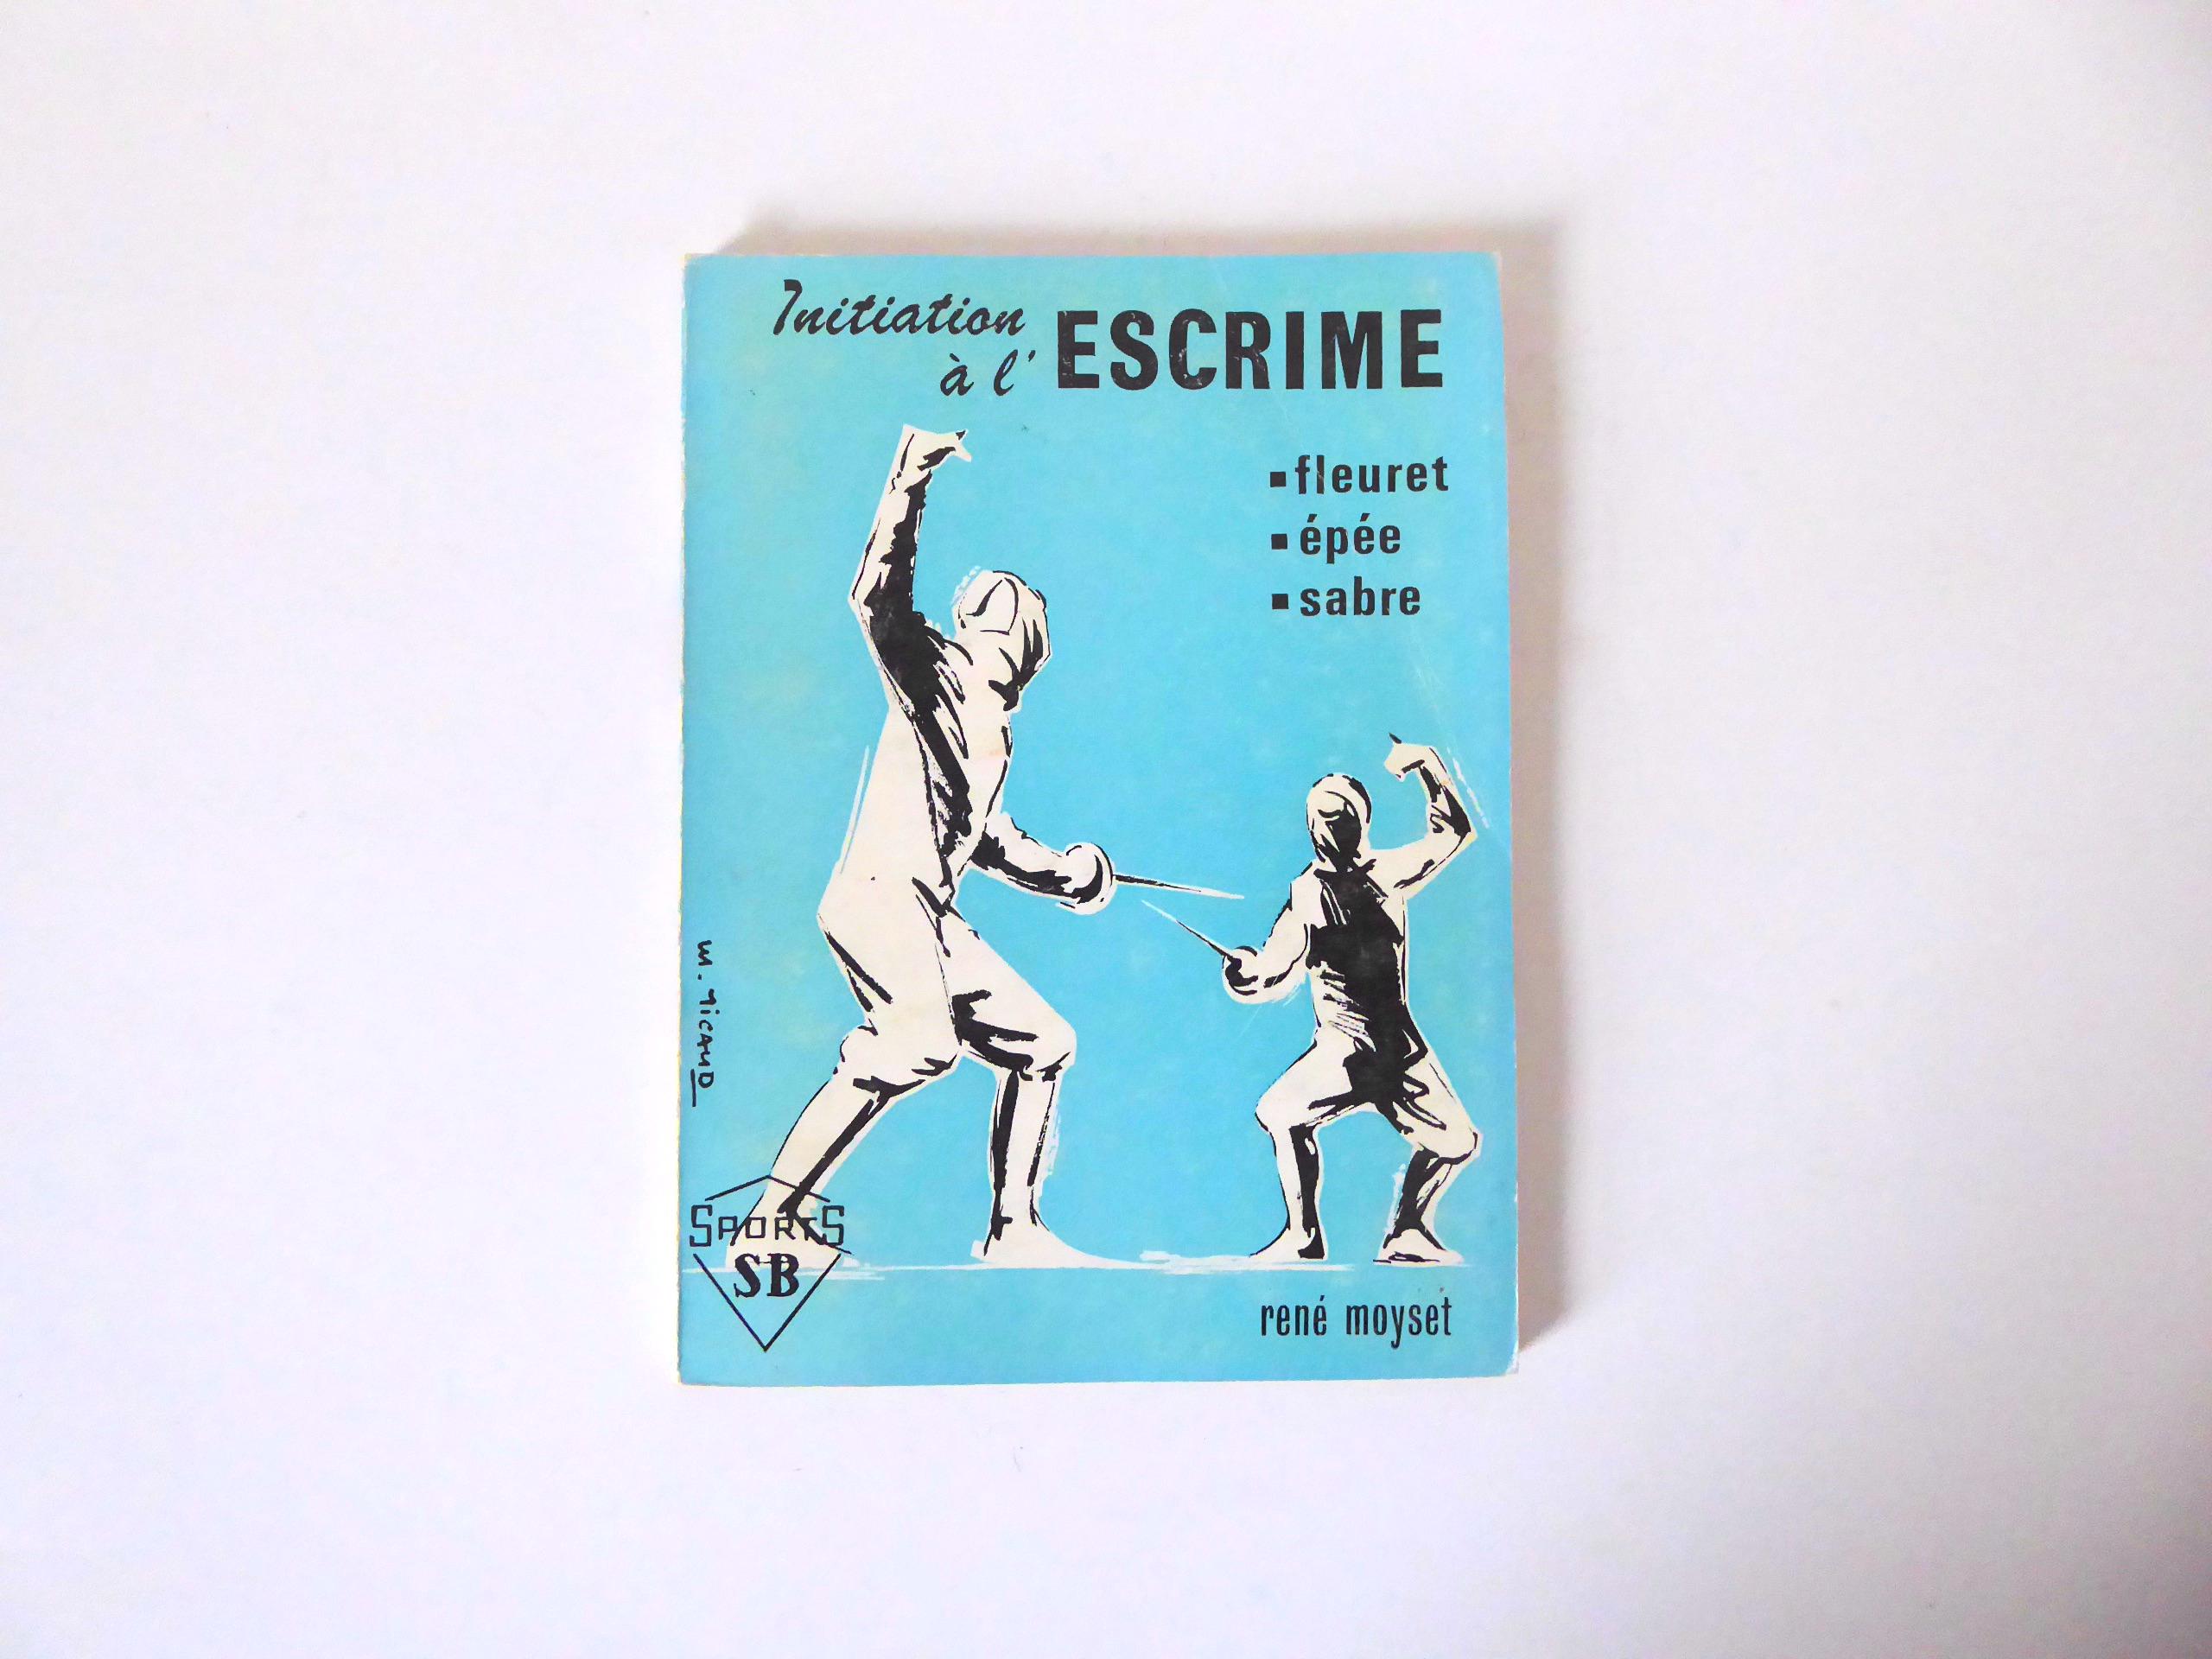 Initiation
à l' ESCRIME
▪ fleuret
▪ épée
▪ sabre
SPORTS
SB
rené moyset